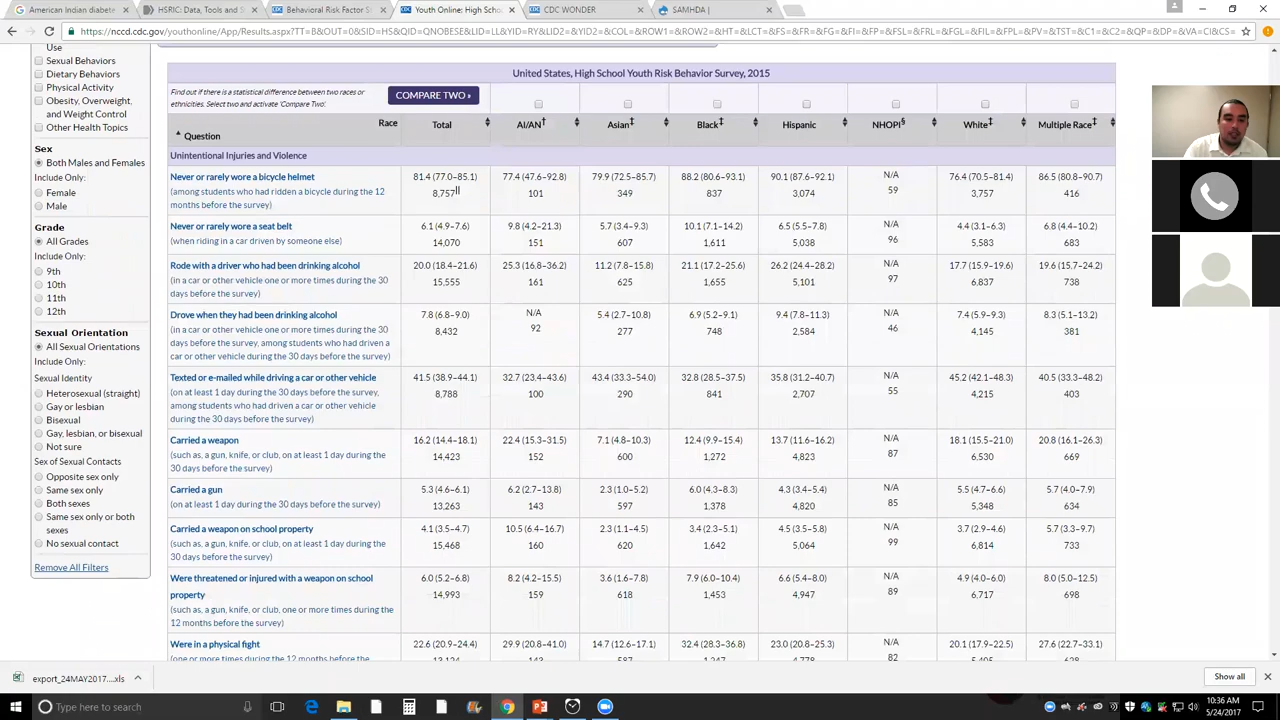 American Indian diabete
HSRIC: Data, Tools and S
Behavioral Risk Factor S
Youth Online: High Scho
CDC WONDER
SAMHDA |
https://nccd.cdc.gov/youthonline/App/Results.aspx?TT=B&OUT=0&SID=HS&QID=QNOBESE&LID=LL&YID=RY&LID2=&YID2=&COL=&ROW1=&ROW2=&HT=&LCT=&FS=&FR=&FG=&FI=&FP=&FSL=&FRL=&FGL=&FIL=&FPL=&PV=&TST=&C1=&C2=&QP=&DP=&VA=CI&CS=
Use
Sexual Behaviors
Dietary Behaviors
Physical Activity
Obesity, Overweight,
and Weight Control
Other Health Topics
Sex
Both Males and Females
Include Only:
Female
Male
Grade
All Grades
Include Only:
9th
10th
11th
12th
Sexual Orientation
All Sexual Orientations
Include Only:
Sexual Identity
Heterosexual (straight)
Gay or lesbian
Bisexual
Gay, lesbian, or bisexual
Not sure
Sex of Sexual Contacts
Opposite sex only
Same sex only
Both sexes
Same sex only or both
sexes
No sexual contact
Remove All Filters
United States, High School Youth Risk Behavior Survey, 2015
Find out if there is a statistical difference between two races or
ethnicities. Select two and activate 'Compare Two'.
COMPARE TWO »
Race
Question
Total AI/AN† Asian‡ Black‡ Hispanic NHOPI§ White‡ Multiple Race‡
Unintentional Injuries and Violence
Never or rarely wore a bicycle helmet 81.4 (77.0–85.1) 77.4 (47.6–92.8) 79.9 (72.5–85.7) 88.2 (80.6–93.1) 90.1 (87.6–92.1) N/A 76.4 (70.5–81.4) 86.5 (80.8–90.7)
(among students who had ridden a bicycle during the 12 8,757 101 349 837 3,074 59 3,757 416
months before the survey)
Never or rarely wore a seat belt 6.1 (4.9–7.6) 9.8 (4.2–21.3) 5.7 (3.4–9.3) 10.1 (7.1–14.2) 6.5 (5.5–7.8) N/A 4.4 (3.1–6.3) 6.8 (4.4–10.2)
(when riding in a car driven by someone else) 14,070 151 607 1,611 5,038 96 5,583 683
Rode with a driver who had been drinking alcohol 20.0 (18.4–21.6) 25.3 (16.8–36.2) 11.2 (7.8–15.8) 21.1 (17.2–25.6) 26.2 (24.4–28.2) N/A 17.7 (15.9–19.6) 19.6 (15.7–24.2)
(in a car or other vehicle one or more times during the 30 15,555 161 625 1,655 5,101 97 6,837 738
days before the survey)
Drove when they had been drinking alcohol 7.8 (6.8–9.0) N/A 5.4 (2.7–10.8) 6.9 (5.2–9.1) 9.4 (7.8–11.3) N/A 7.4 (5.9–9.3) 8.3 (5.1–13.2)
(in a car or other vehicle one or more times during the 30 8,432 92 277 748 2,584 46 4,145 381
days before the survey, among students who had driven a
car or other vehicle during the 30 days before the survey)
Texted or e-mailed while driving a car or other vehicle 41.5 (38.9–44.1) 32.7 (23.4–43.6) 43.4 (33.3–54.0) 32.8 (28.5–37.5) 35.8 (31.2–40.7) N/A 45.2 (42.1–48.3) 40.5 (33.3–48.2)
(on at least 1 day during the 30 days before the survey, 8,788 100 290 841 2,707 55 4,215 403
among students who had driven a car or other vehicle
during the 30 days before the survey)
Carried a weapon 16.2 (14.4–18.1) 22.4 (15.3–31.5) 7.1 (4.8–10.3) 12.4 (9.9–15.4) 13.7 (11.6–16.2) N/A 18.1 (15.5–21.0) 20.8 (16.1–26.3)
(such as, a gun, knife, or club, on at least 1 day during the 14,423 152 600 1,272 4,823 87 6,530 669
30 days before the survey)
Carried a gun 5.3 (4.6–6.1) 6.2 (2.7–13.8) 2.3 (1.0–5.2) 6.0 (4.3–8.3) 4.3 (3.4–5.4) N/A 5.5 (4.7–6.6) 5.7 (4.0–7.9)
(on at least 1 day during the 30 days before the survey) 13,263 143 597 1,378 4,820 85 5,348 634
Carried a weapon on school property 4.1 (3.5–4.7) 10.5 (6.4–16.7) 2.3 (1.1–4.5) 3.4 (2.3–5.1) 4.5 (3.5–5.8) N/A 3.7 (2.9–4.6) 5.7 (3.3–9.7)
(such as, a gun, knife, or club, on at least 1 day during the 15,468 160 620 1,642 5,064 99 6,814 733
30 days before the survey)
Were threatened or injured with a weapon on school 6.0 (5.2–6.8) 8.2 (4.2–15.5) 3.6 (1.6–7.8) 7.9 (6.0–10.4) 6.6 (5.4–8.0) N/A 4.9 (4.0–6.0) 8.0 (5.0–12.5)
property 14,993 159 618 1,453 4,947 89 6,717 698
(such as, a gun, knife, or club, one or more times during the
12 months before the survey)
Were in a physical fight 22.6 (20.9–24.4) 29.9 (20.8–41.0) 14.7 (12.6–17.1) 32.4 (28.3–36.8) 23.0 (20.8–25.3) N/A 20.1 (17.9–22.5) 27.6 (22.7–33.1)
(one or more times during the 12 months before the 82
export_24MAY2017....xls
Show all
Type here to search
10:36 AM
5/24/2017